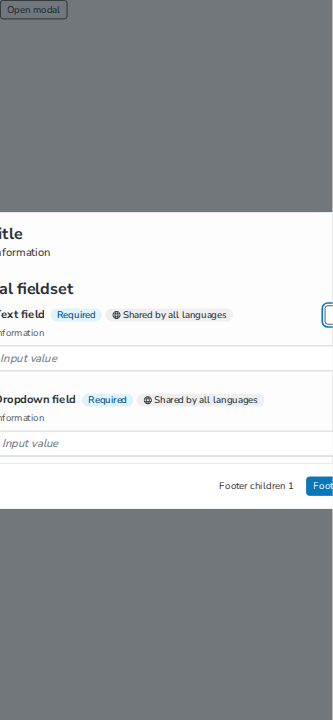 Open modal
itle
nformation
al fieldset
Text field Required Shared by all languages
nformation
Input value
Dropdown field Required Shared by all languages
nformation
Input value
Footer children 1 Foot